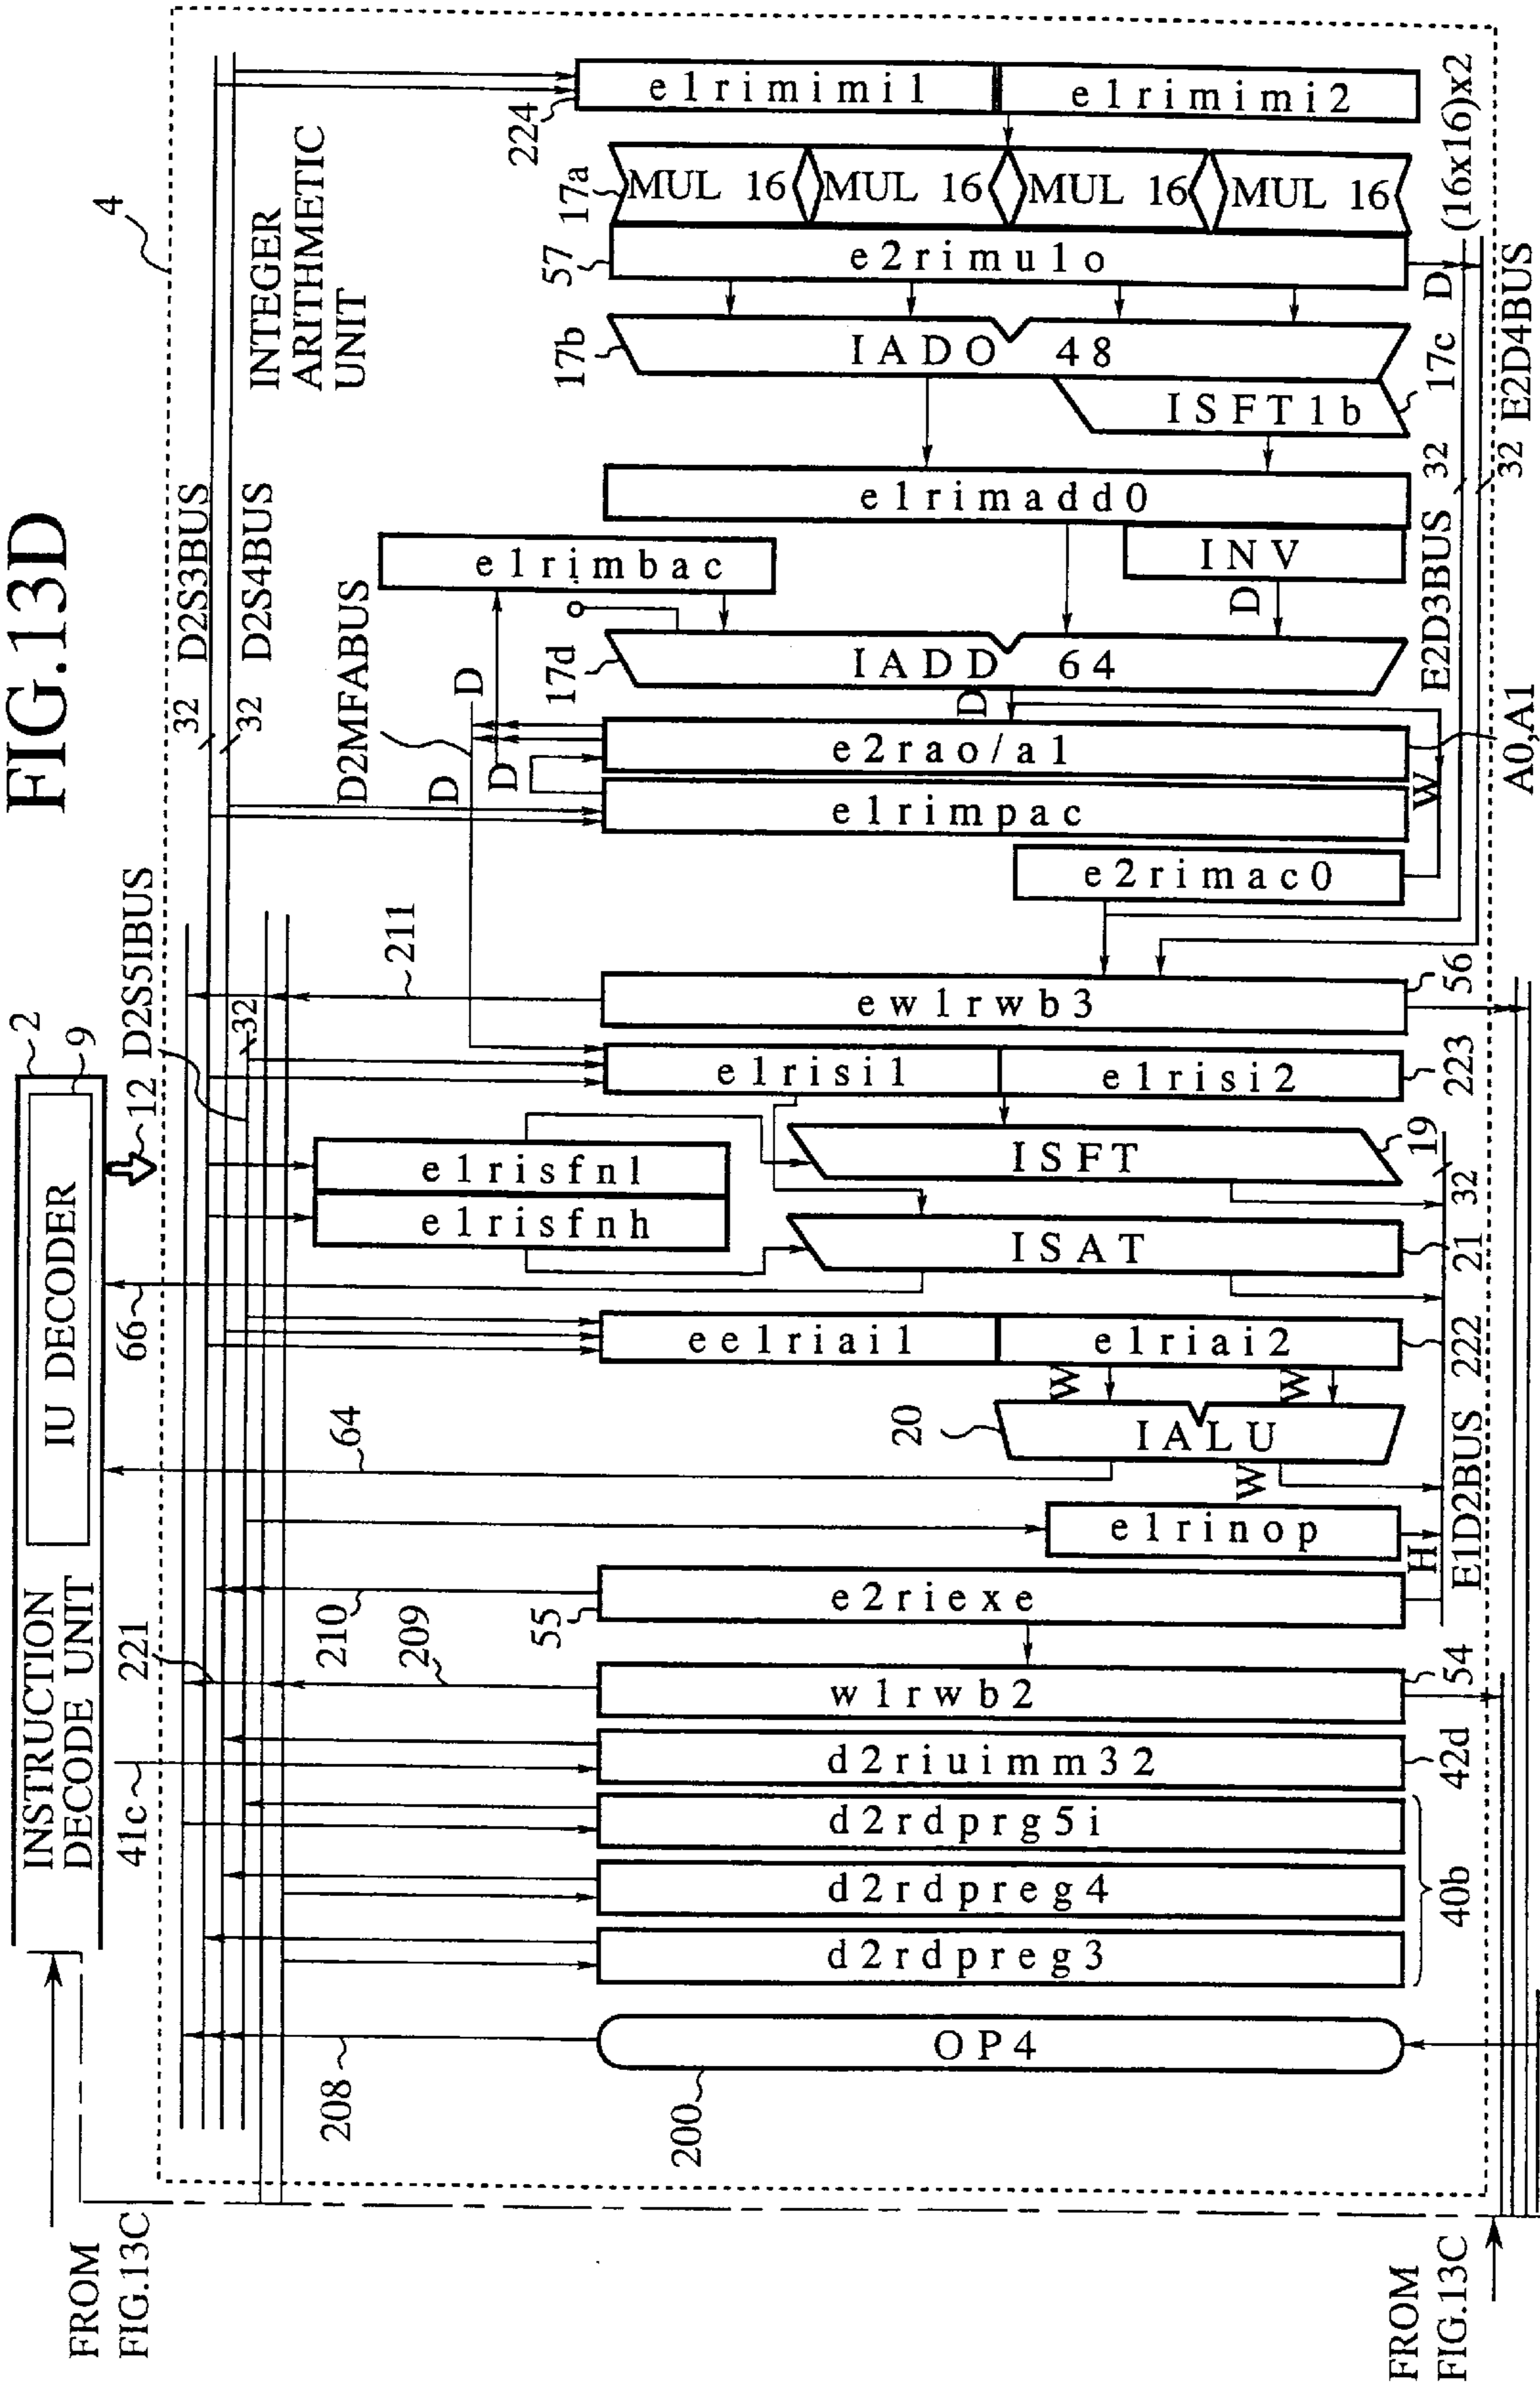 FIG.13D
FROM
FIG.13C
INSTRUCTION
DECODE UNIT
IU DECODER
2
9
12
D2S5IBUS
41c
221
64
66
32
32
D2S3BUS
D2S4BUS
4
INTEGER
ARITHMETIC
UNIT
208
209
210
32
211
D2MFABUS
D
D
D
200
OP4
d2rdpreg3
d2rdpreg4
d2rdprg5i
40b
d2riuimm32
42d
w1rwb2
54
55
e2riexe
e1rinop
H
E1D2BUS
20
IALU
W
W
W
ee1riai1
e1riai2
222
e1risfnh
e1risfnl
ISAT
21
ISFT
19
32
e1risi1
e1risi2
223
ew1rwb3
56
e2rimac0
W
e1rimpac
e2rao/a1
A0,A1
D
17d
IADD 64
e1rimbac
D
INV
e1rimadd0
E2D3BUS
32
32
E2D4BUS
ISFT1b
17c
17b
IADO 48
57
e2rimulo
D
17a
MUL 16
MUL 16
MUL 16
MUL 16
(16x16)x2
224
e1rimimi1
e1rimimi2
FROM
FIG.13C